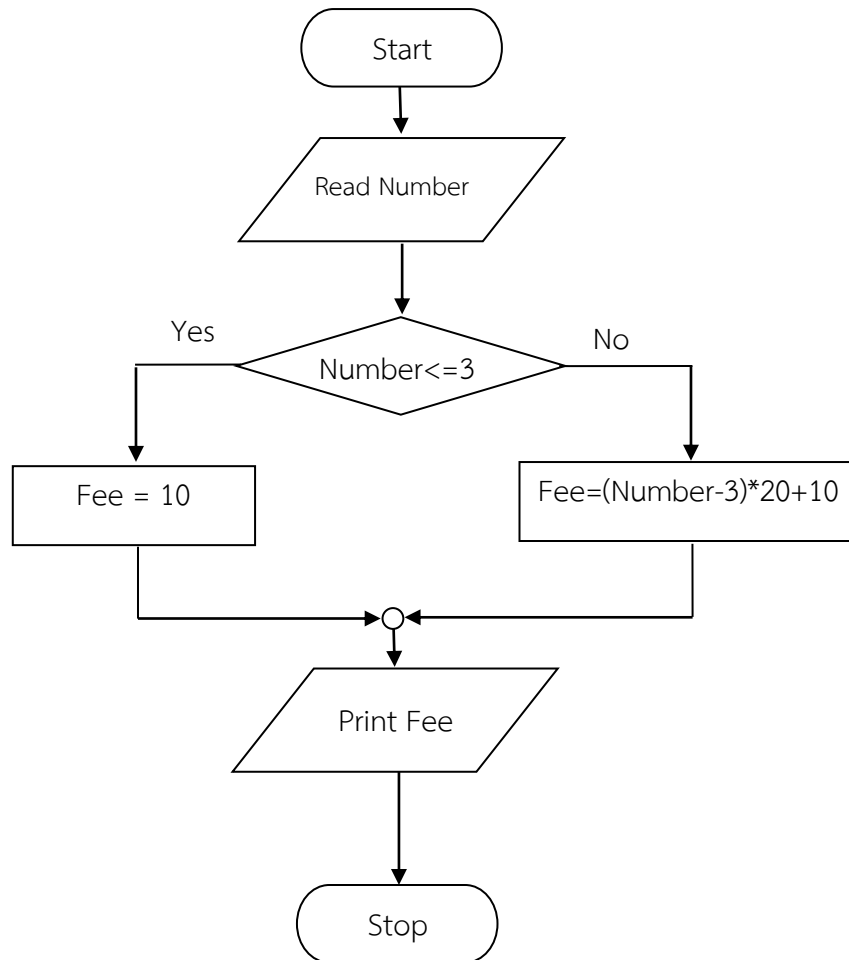 Start
Read Number
Yes
No
Number<=3
Fee = 10
Fee=(Number-3)*20+10
Print Fee
Stop